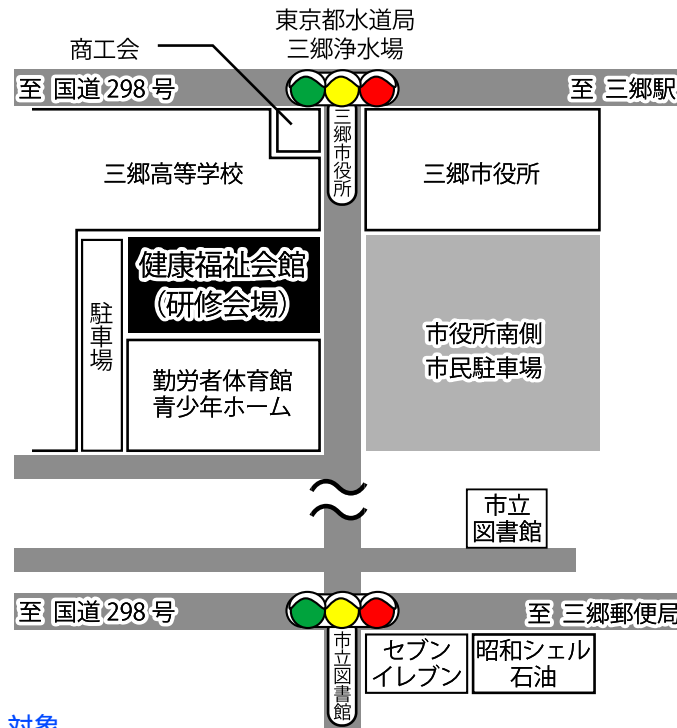 東京都水道局
三郷浄水場
商工会
至 国道298号
至 三郷駅
三郷市役所
三郷高等学校
三郷市役所
健康福祉会館
（研修会場）
駐車場
市役所南側
市民駐車場
勤労者体育館
青少年ホーム
市立
図書館
至 国道298号
至 三郷郵便局
市立図書館
セブン
イレブン
昭和シェル
石油
対象